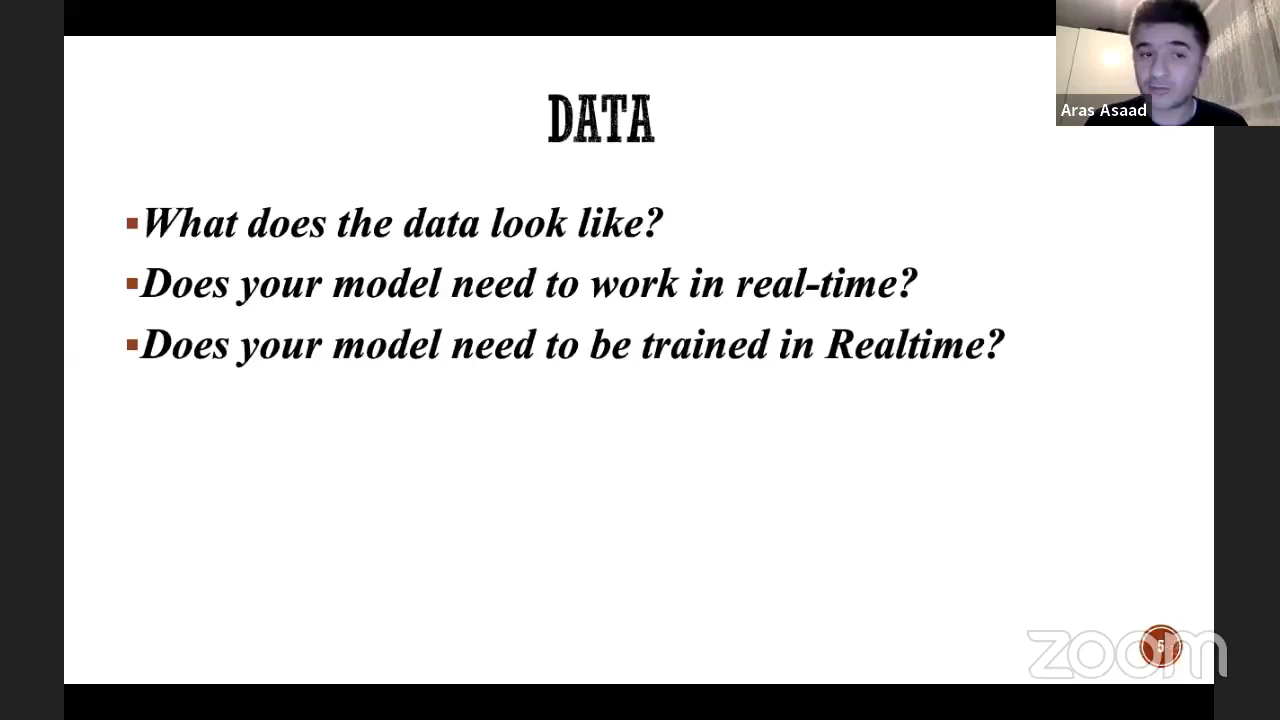 Aras Asaad
DATA
What does the data look like?
Does your model need to work in real-time?
Does your model need to be trained in Realtime?
5
zoom